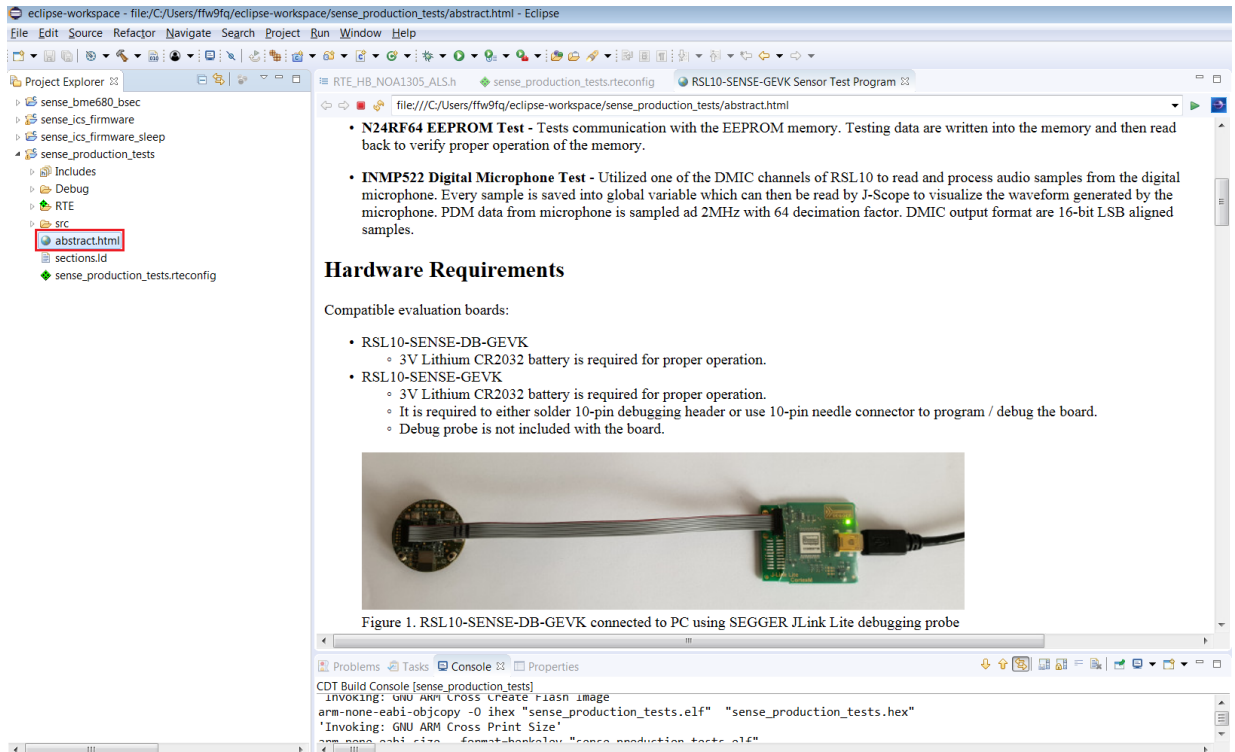 eclipse-workspace - file:/C:/Users/ffw9fq/eclipse-workspace/sense_production_tests/abstract.html - Eclipse
File Edit Source Refactor Navigate Search Project Run Window Help
Project Explorer
sense_bme680_bsec
sense_ics_firmware
sense_ics_firmware_sleep
sense_production_tests
Includes
Debug
RTE
src
abstract.html
sections.ld
sense_production_tests.rteconfig
RTE_HB_NOA1305_ALS.h sense_production_tests.rteconfig RSL10-SENSE-GEVK Sensor Test Program
file:///C:/Users/ffw9fq/eclipse-workspace/sense_production_tests/abstract.html
• N24RF64 EEPROM Test - Tests communication with the EEPROM memory. Testing data are written into the memory and then read
back to verify proper operation of the memory.
• INMP522 Digital Microphone Test - Utilized one of the DMIC channels of RSL10 to read and process audio samples from the digital
microphone. Every sample is saved into global variable which can then be read by J-Scope to visualize the waveform generated by the
microphone. PDM data from microphone is sampled ad 2MHz with 64 decimation factor. DMIC output format are 16-bit LSB aligned
samples.
Hardware Requirements
Compatible evaluation boards:
• RSL10-SENSE-DB-GEVK
◦ 3V Lithium CR2032 battery is required for proper operation.
• RSL10-SENSE-GEVK
◦ 3V Lithium CR2032 battery is required for proper operation.
◦ It is required to either solder 10-pin debugging header or use 10-pin needle connector to program / debug the board.
◦ Debug probe is not included with the board.
Figure 1. RSL10-SENSE-DB-GEVK connected to PC using SEGGER JLink Lite debugging probe
Problems Tasks Console Properties
CDT Build Console [sense_production_tests]
'Invoking: GNU ARM Cross Create Flash Image
arm-none-eabi-objcopy -O ihex "sense_production_tests.elf" "sense_production_tests.hex"
'Invoking: GNU ARM Cross Print Size'
arm-none-eabi-size --format=berkeley "sense_production_tests.elf"